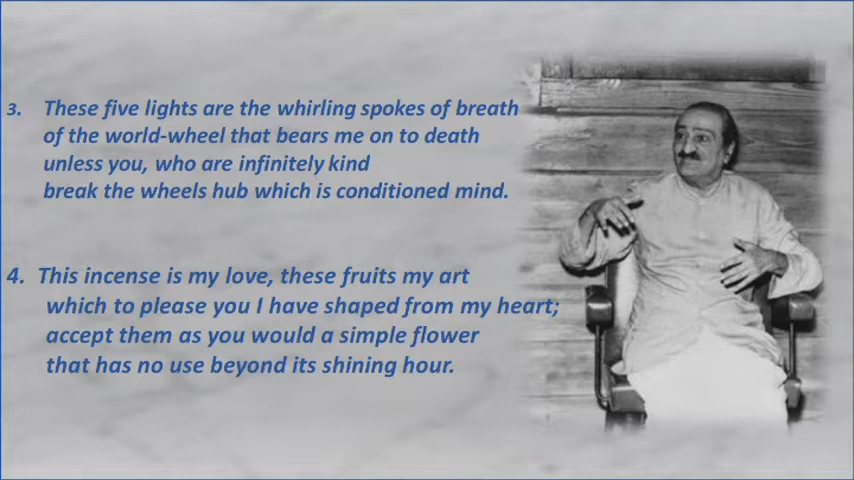 3. These five lights are the whirling spokes of breath
of the world-wheel that bears me on to death
unless you, who are infinitely kind
break the wheels hub which is conditioned mind.
4. This incense is my love, these fruits my art
which to please you I have shaped from my heart;
accept them as you would a simple flower
that has no use beyond its shining hour.